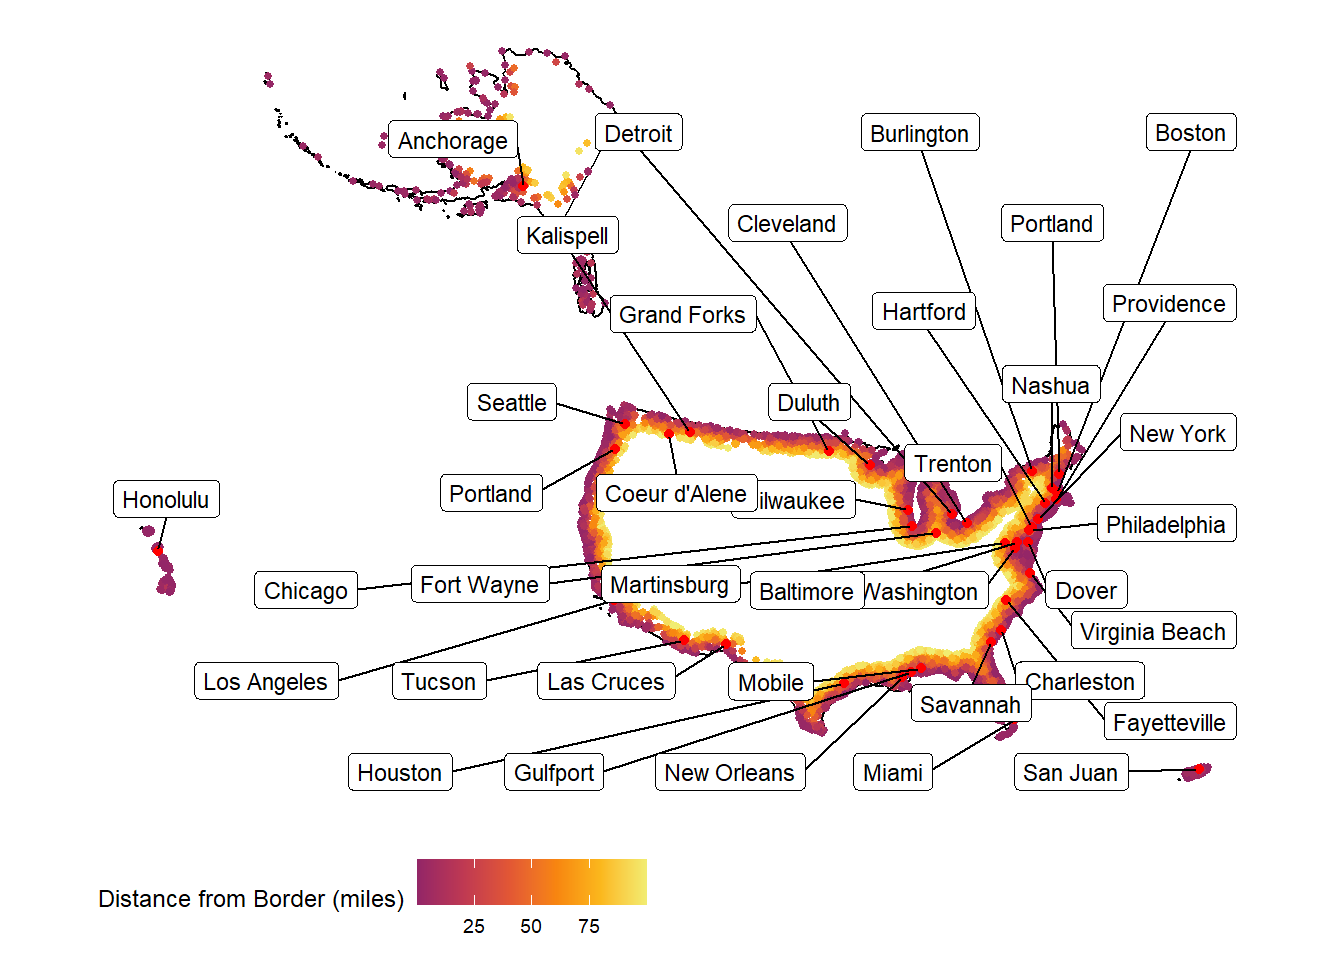 Anchorage
Detroit
Burlington
Boston
Cleveland
Portland
Kalispell
Grand Forks
Hartford
Providence
Seattle
Duluth
Nashua
New York
Trenton
Honolulu
Portland
Coeur d'Alene
ilwaukee
Philadelphia
Chicago
Fort Wayne
Martinsburg
Baltimore
Washington
Dover
Virginia Beach
Los Angeles
Tucson
Las Cruces
Mobile
Savannah
Charleston
Fayetteville
Houston
Gulfport
New Orleans
Miami
San Juan
Distance from Border (miles)
25 50 75